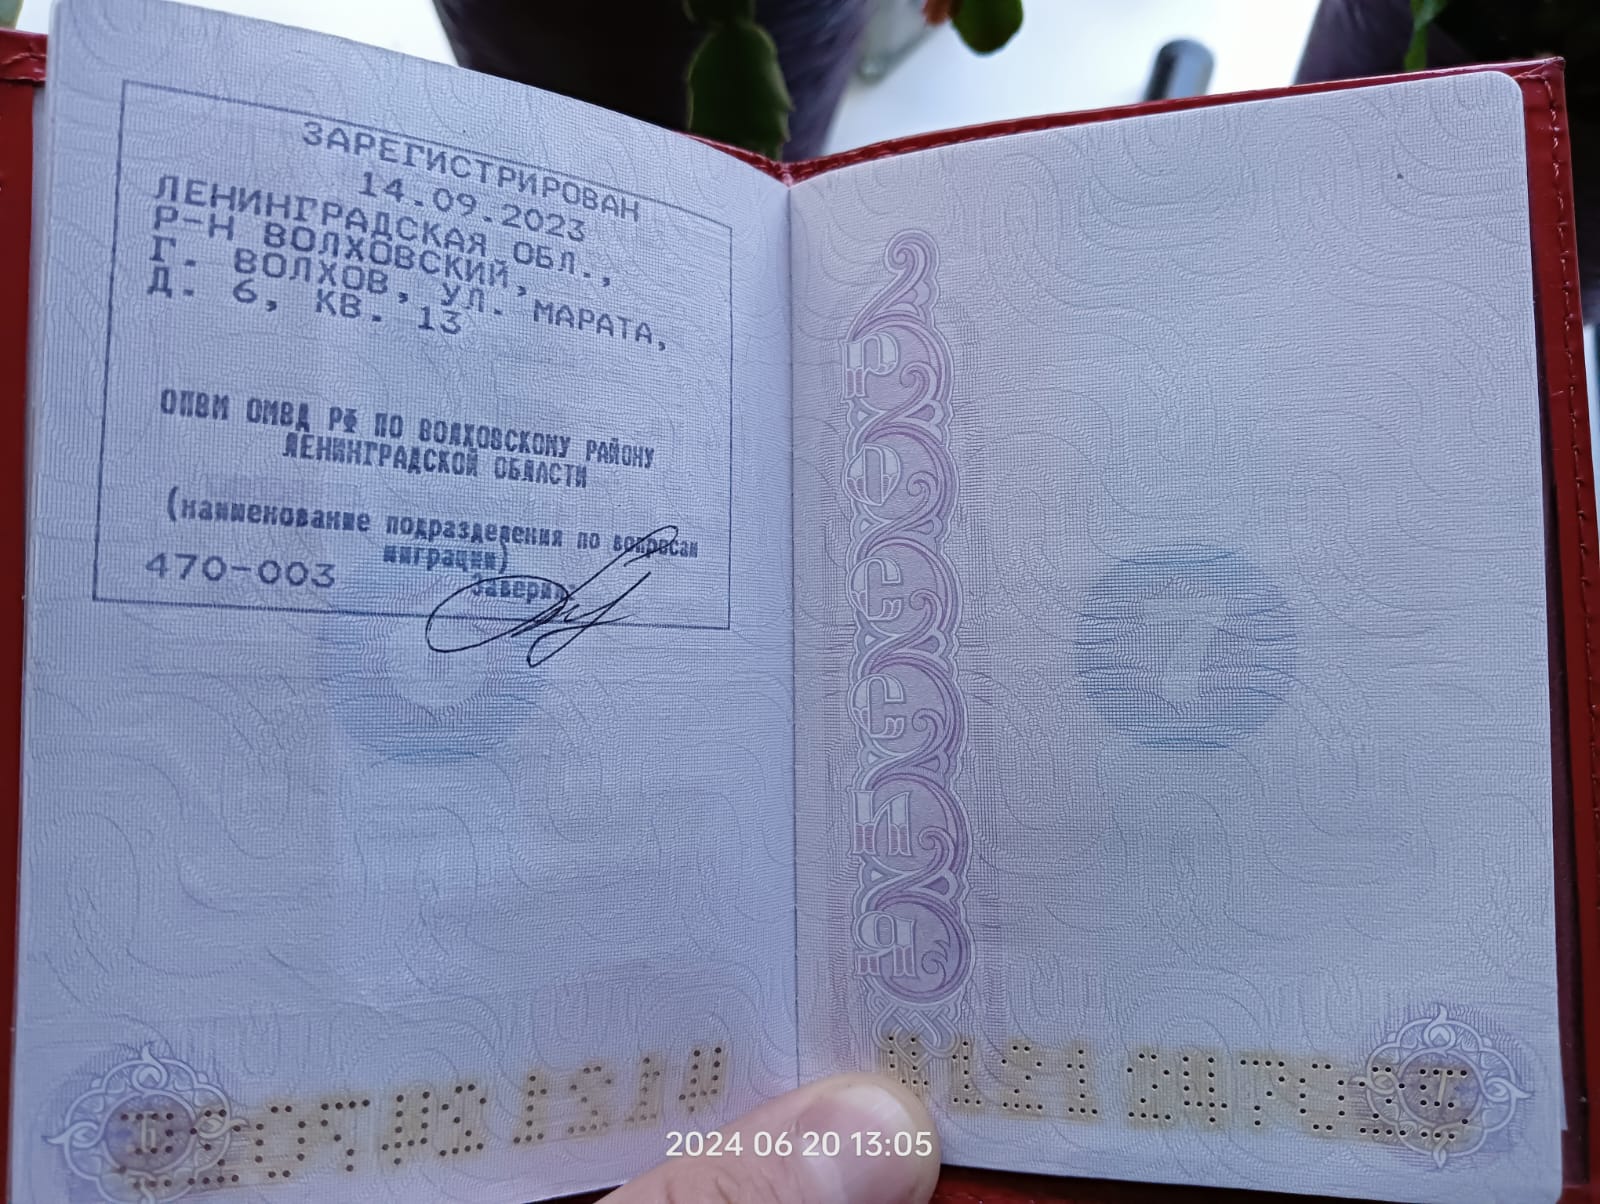 ЗАРЕГИСТРИРОВАН
14.09.2023
ЛЕНИНГРАДСКАЯ ОБЛ.,
Р-Н ВОЛХОВСКИЙ,
Г. ВОЛХОВ, УЛ. МАРАТА,
Д. 6, КВ. 13
ОПВМ ОМВД РФ ПО ВОЛХОВСКОМУ РАЙОНУ
ЛЕНИНГРАДСКОЙ ОБЛАСТИ
(наименование подразделения по вопросам
миграции)
470-003
Заверил:
РОССИЯ
7
2024 06 20 13:05